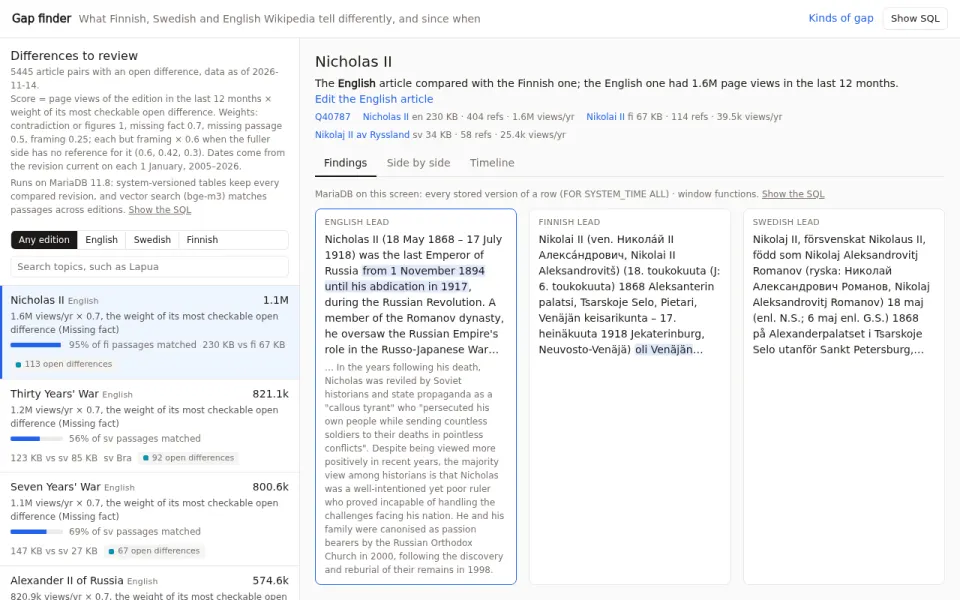 Gap finder What Finnish, Swedish and English Wikipedia tell differently, and since when
Kinds of gap
Show SQL
Differences to review
5445 article pairs with an open difference, data as of 2026-
11-14.
Score = page views of the edition in the last 12 months ×
weight of its most checkable open difference. Weights:
contradiction or figures 1, missing fact 0.7, missing passage
0.5, framing 0.25; each but framing × 0.6 when the fuller
side has no reference for it (0.6, 0.42, 0.3). Dates come from
the revision current on each 1 January, 2005–2026.
Runs on MariaDB 11.8: system-versioned tables keep every
compared revision, and vector search (bge-m3) matches
passages across editions. Show the SQL
Any edition English Swedish Finnish
Search topics, such as Lapua
Nicholas II English 1.1M
1.6M views/yr × 0.7, the weight of its most checkable open
difference (Missing fact)
95% of fi passages matched 230 KB vs fi 67 KB
113 open differences
Thirty Years' War English 821.1k
1.2M views/yr × 0.7, the weight of its most checkable open
difference (Missing fact)
56% of sv passages matched
123 KB vs sv 85 KB sv Bra 92 open differences
Seven Years' War English 800.6k
1.1M views/yr × 0.7, the weight of its most checkable open
difference (Missing fact)
69% of sv passages matched
147 KB vs sv 27 KB 67 open differences
Alexander II of Russia English 574.6k
820.9k views/yr × 0.7, the weight of its most checkable open
Nicholas II
The English article compared with the Finnish one; the English one had 1.6M page views in the last 12 months.
Edit the English article
Q40787 Nicholas II en 230 KB · 404 refs · 1.6M views/yr Nikolai II fi 67 KB · 114 refs · 39.5k views/yr
Nikolaj II av Ryssland sv 34 KB · 58 refs · 25.4k views/yr
Findings Side by side Timeline
MariaDB on this screen: every stored version of a row (FOR SYSTEM_TIME ALL) · window functions. Show the SQL
ENGLISH LEAD
Nicholas II (18 May 1868 – 17 July
1918) was the last Emperor of
Russia from 1 November 1894
until his abdication in 1917,
during the Russian Revolution. A
member of the Romanov dynasty,
he oversaw the Russian Empire's
role in the Russo-Japanese War...
... In the years following his death,
Nicholas was reviled by Soviet
historians and state propaganda as a
"callous tyrant" who "persecuted his
own people while sending countless
soldiers to their deaths in pointless
conflicts". Despite being viewed more
positively in recent years, the majority
view among historians is that Nicholas
was a well-intentioned yet poor ruler
who proved incapable of handling the
challenges facing his nation. He and his
family were canonised as passion
bearers by the Russian Orthodox
Church in 2000, following the discovery
and reburial of their remains in 1998.
FINNISH LEAD
Nikolai II (ven. Никола́й II
Алекса́ндрович, Nikolai II
Aleksandrovitš) (18. toukokuuta (J:
6. toukokuuta) 1868 Aleksanterin
palatsi, Tsarskoje Selo, Pietari,
Venäjän keisarikunta – 17.
heinäkuuta 1918 Jekaterinburg,
Neuvosto-Venäjä) oli Venäjän...
SWEDISH LEAD
Nikolaj II, försvenskat Nikolaus II,
född som Nikolaj Aleksandrovitj
Romanov (ryska: Николай
Александрович Романов, Nikolaj
Aleksandrovitj Romanov) 18 maj
(enl. N.S.; 6 maj enl. G.S.) 1868
på Alexanderpalatset i Tsarskoje
Selo utanför Sankt Petersburg,...